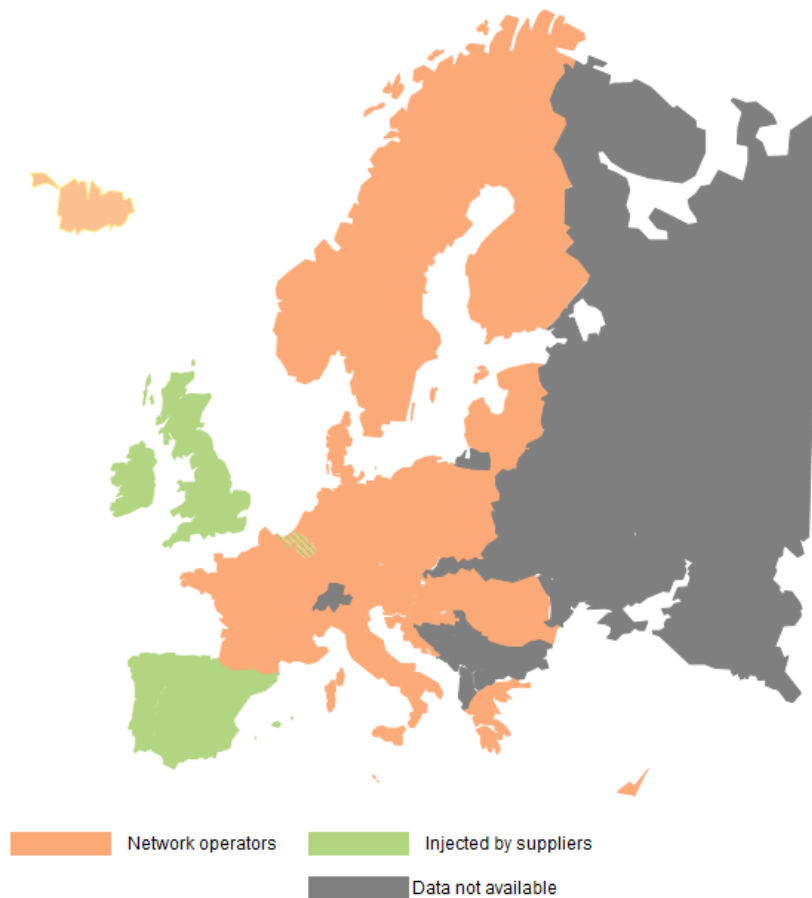 Network operators
Injected by suppliers
Data not available